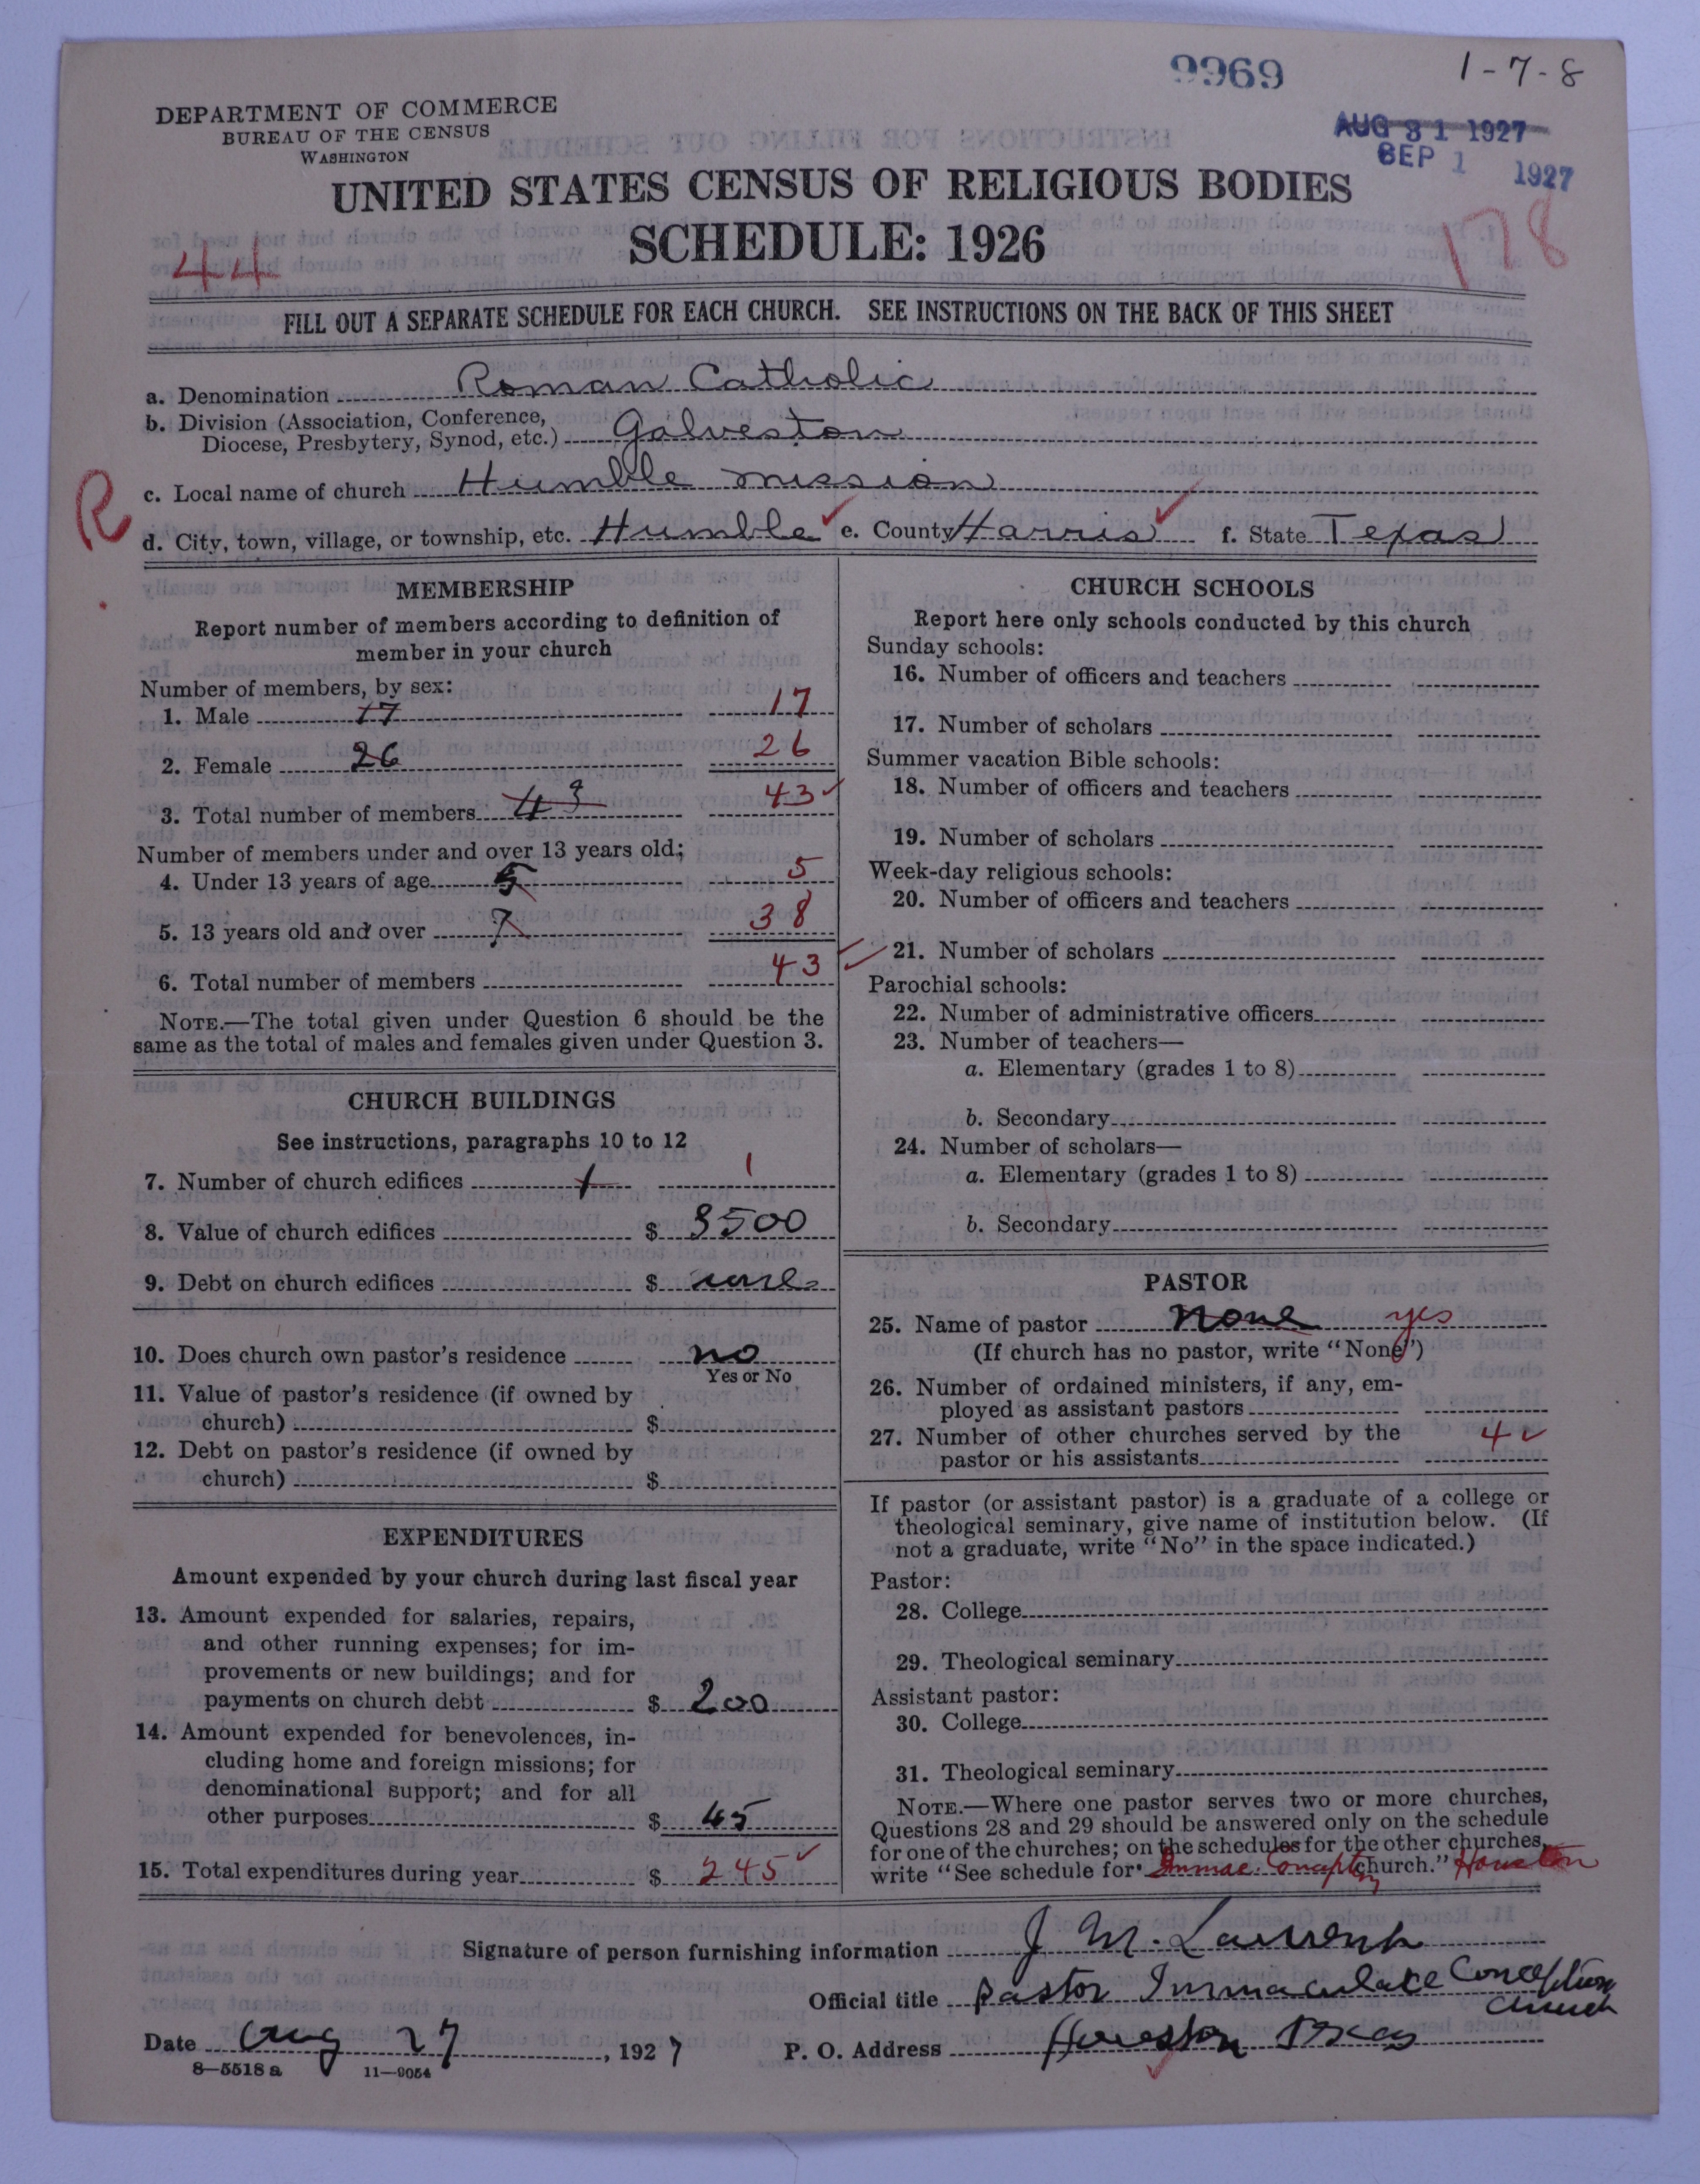 9969
1-7-8
DEPARTMENT OF COMMERCE
BUREAU OF THE CENSUS
WASHINGTON
AUG 31 1927
SEP 1 1927
UNITED STATES CENSUS OF RELIGIOUS BODIES
SCHEDULE: 1926
44
178
FILL OUT A SEPARATE SCHEDULE FOR EACH CHURCH. SEE INSTRUCTIONS ON THE BACK OF THIS SHEET
a. Denomination Roman Catholic
b. Division (Association, Conference,
Diocese, Presbytery, Synod, etc.) Galveston
R
c. Local name of church Humble mission
d. City, town, village, or township, etc. Humble ✓ e. County Harris ✓ f. State Texas
MEMBERSHIP
Report number of members according to definition of
member in your church
Number of members, by sex:
1. Male 17 17
2. Female 26 26
3. Total number of members 43 43 ✓
Number of members under and over 13 years old:
4. Under 13 years of age 5 5
5. 13 years old and over 7 38
6. Total number of members 43 ✓
NOTE.—The total given under Question 6 should be the
same as the total of males and females given under Question 3.
CHURCH BUILDINGS
See instructions, paragraphs 10 to 12
7. Number of church edifices 1 1
8. Value of church edifices $ 3500
9. Debt on church edifices $ none
10. Does church own pastor's residence no
Yes or No
11. Value of pastor's residence (if owned by
church) $
12. Debt on pastor's residence (if owned by
church) $
EXPENDITURES
Amount expended by your church during last fiscal year
13. Amount expended for salaries, repairs,
and other running expenses; for im-
provements or new buildings; and for
payments on church debt $ 200
14. Amount expended for benevolences, in-
cluding home and foreign missions; for
denominational support; and for all
other purposes $ 45
15. Total expenditures during year $ 245 ✓
CHURCH SCHOOLS
Report here only schools conducted by this church
Sunday schools:
16. Number of officers and teachers
17. Number of scholars
Summer vacation Bible schools:
18. Number of officers and teachers
19. Number of scholars
Week-day religious schools:
20. Number of officers and teachers
21. Number of scholars
Parochial schools:
22. Number of administrative officers
23. Number of teachers—
a. Elementary (grades 1 to 8)
b. Secondary
24. Number of scholars—
a. Elementary (grades 1 to 8)
b. Secondary
PASTOR
25. Name of pastor None yes
(If church has no pastor, write "None")
26. Number of ordained ministers, if any, em-
ployed as assistant pastors
27. Number of other churches served by the
pastor or his assistants 4 ✓
If pastor (or assistant pastor) is a graduate of a college or
theological seminary, give name of institution below. (If
not a graduate, write "No" in the space indicated.)
Pastor:
28. College
29. Theological seminary
Assistant pastor:
30. College
31. Theological seminary
NOTE.—Where one pastor serves two or more churches,
Questions 28 and 29 should be answered only on the schedule
for one of the churches; on the schedules for the other churches,
write "See schedule for Immac. Conception church." Houston
Signature of person furnishing information J M.
Official title Pastor Immaculate Conception
church
Date Aug 27, 1927 P. O. Address Houston Texas
8—5518 a 11—9054